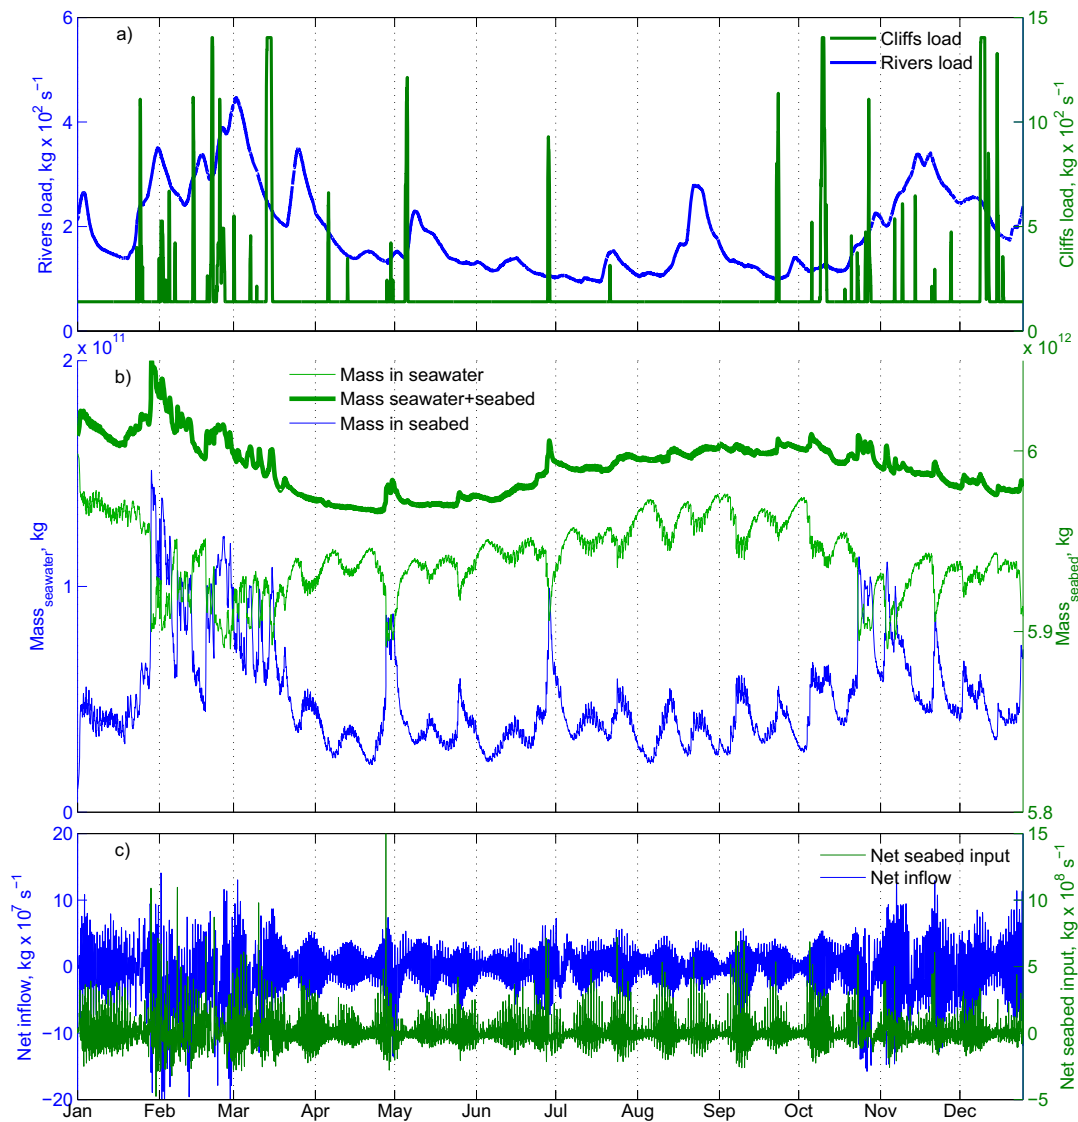 a)
Cliffs load
Rivers load
Rivers load, kg x 10² s⁻¹
6
4
2
0
Cliffs load, kg x 10² s⁻¹
15
10
5
0
x 10¹¹
x 10¹²
b)
Mass in seawater
Mass seawater+seabed
Mass in seabed
Mass_seawater, kg
2
1
0
Mass_seabed, kg
6
5.9
5.8
c)
Net seabed input
Net inflow
Net inflow, kg x 10⁷ s⁻¹
20
10
0
−10
−20
Net seabed input, kg x 10⁸ s⁻¹
15
10
5
0
−5
Jan Feb Mar Apr May Jun Jul Aug Sep Oct Nov Dec